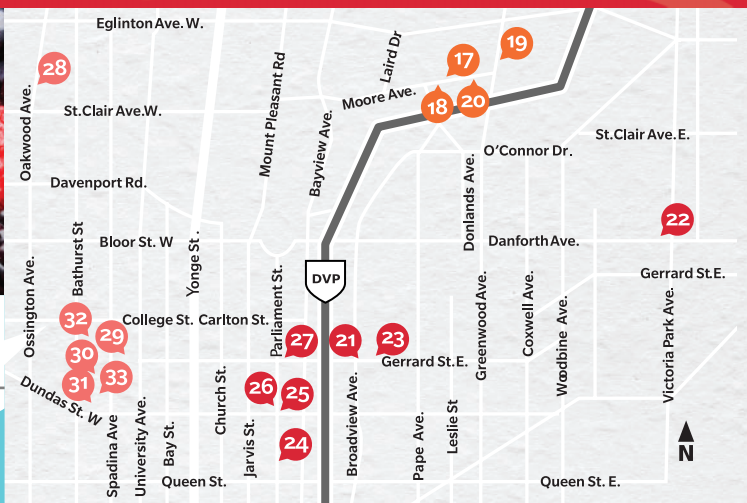 Eglinton Ave. W.
28
17
19
Laird Dr
Mount Pleasant Rd
Oakwood Ave.
Moore Ave.
18
20
St.Clair Ave.W.
Bayview Ave.
St.Clair Ave. E.
O'Connor Dr.
Davenport Rd.
Donlands Ave.
22
Bathurst St
Bloor St. W
Yonge St.
Danforth Ave.
DVP
Gerrard St.E.
Ossington Ave.
Parliament St.
Greenwood Ave.
Coxwell Ave.
Woodbine Ave.
Victoria Park Ave.
32
College St. Carlton St.
29
27
21
23
30
Gerrard St.E.
31
33
Dundas St. W
26
25
Church St.
Broadview Ave.
Spadina Ave
University Ave.
Bay St.
Jarvis St.
24
Pape Ave.
Leslie St
N
Queen St.
Queen St. E.